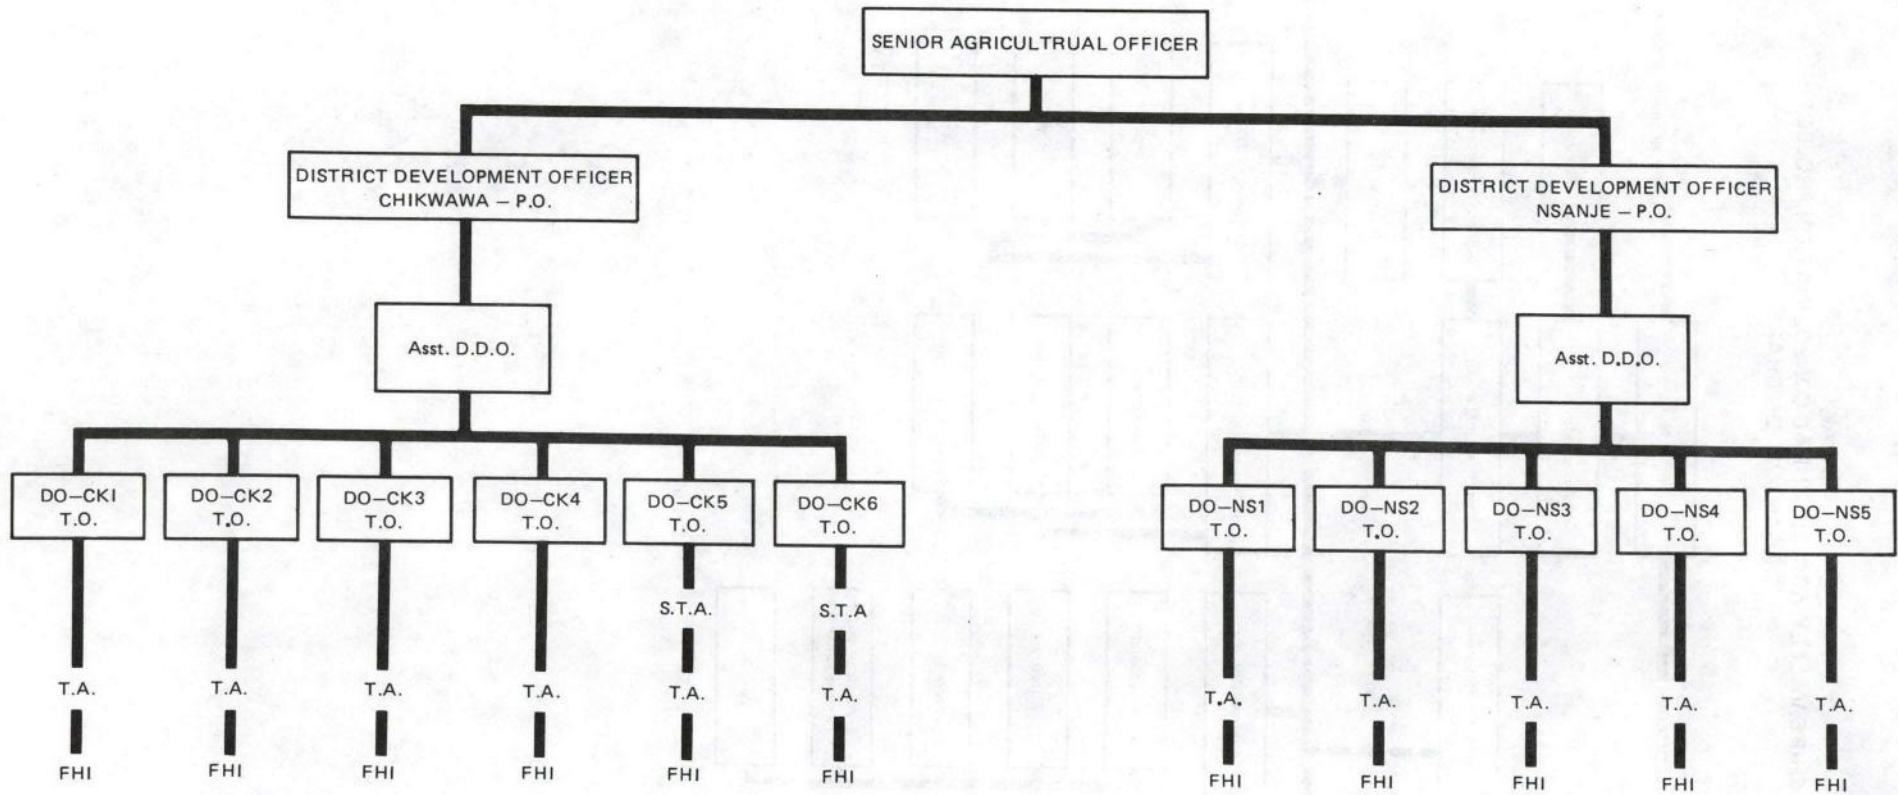 SENIOR AGRICULTRUAL OFFICER
DISTRICT DEVELOPMENT OFFICER
CHIKWAWA – P.O.
DISTRICT DEVELOPMENT OFFICER
NSANJE – P.O.
Asst. D.D.O.
Asst. D.D.O.
DO–CK1
T.O.
DO–CK2
T.O.
DO–CK3
T.O.
DO–CK4
T.O.
DO–CK5
T.O.
DO–CK6
T.O.
DO–NS1
T.O.
DO–NS2
T.O.
DO–NS3
T.O.
DO–NS4
T.O.
DO–NS5
T.O.
S.T.A.
S.T.A
T.A.
T.A.
T.A.
T.A.
T.A.
T.A.
T.A.
T.A.
T.A.
T.A.
T.A.
FHI
FHI
FHI
FHI
FHI
FHI
FHI
FHI
FHI
FHI
FHI